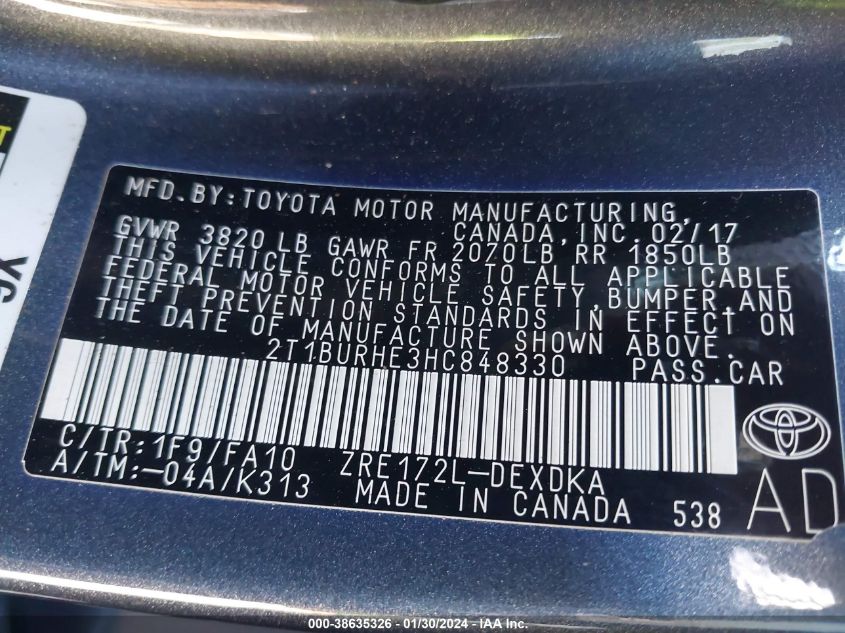 MFD.BY:TOYOTA MOTOR MANUFACTURING,
CANADA,INC.02/17
GVWR 3820 LB GAWR FR 2070LB RR 1850LB
THIS VEHICLE CONFORMS TO ALL APPLICABLE
FEDERAL MOTOR VEHICLE SAFETY,BUMPER AND
THEFT PREVENTION STANDARDS IN EFFECT ON
THE DATE OF MANUFACTURE SHOWN ABOVE.
2T1BURHE3HC848330 PASS.CAR
C/TR:1F9/FA10 ZRE172L-DEXDKA
A/TM:-04A/K313 MADE IN CANADA 538 AD
000-38635326 - 01/30/2024 - IAA Inc.